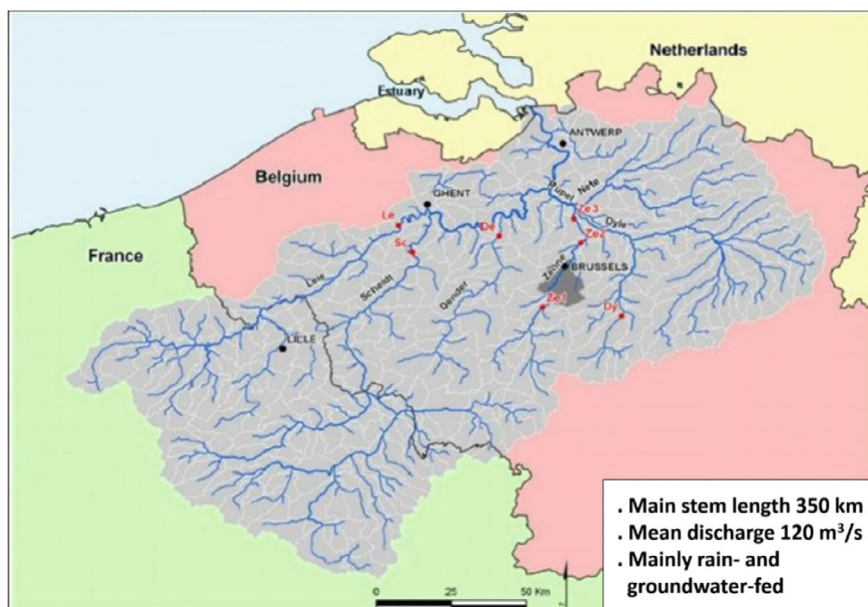 Netherlands
Estuary
ANTWERP
Belgium
Rupel
Nete
GHENT
Ze3
Le
De
Dyle
Sc
Ze2
France
Zenne
BRUSSELS
Leie
Scheldt
Dender
Ze1
Dy
LILLE
. Main stem length 350 km
. Mean discharge 120 m³/s
. Mainly rain- and
groundwater-fed
0 25 50 Km